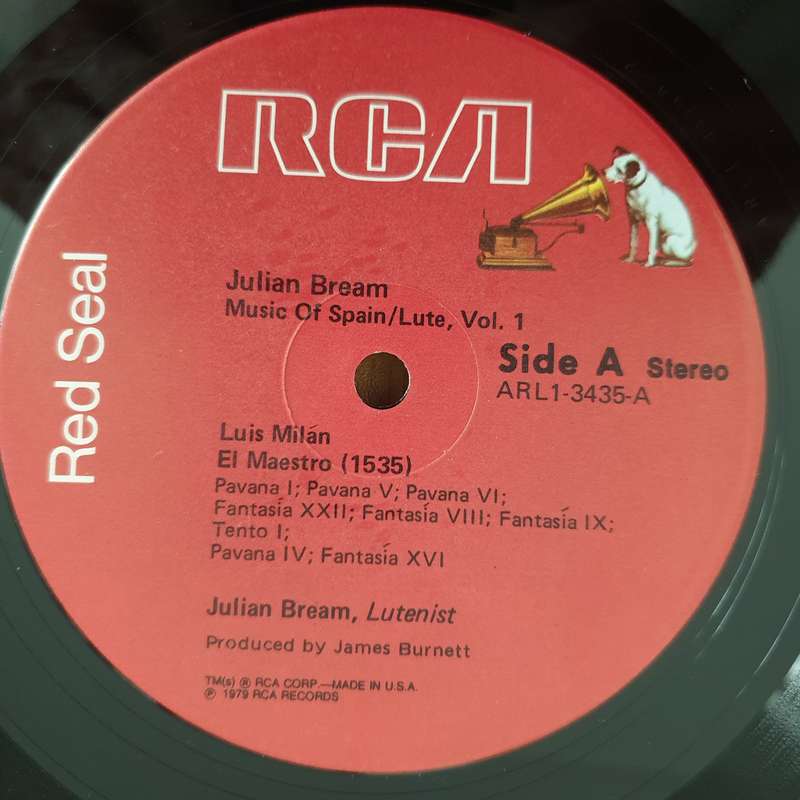 RCA
Red Seal
Julian Bream
Music Of Spain/Lute, Vol. 1
Side A Stereo
ARL1-3435-A
Luis Milán
El Maestro (1535)
Pavana I; Pavana V; Pavana VI;
Fantasía XXII; Fantasía VIII; Fantasía IX;
Tento I;
Pavana IV; Fantasía XVI
Julian Bream, Lutenist
Produced by James Burnett
TM(s) ® RCA CORP.—MADE IN U.S.A.
℗ 1979 RCA RECORDS